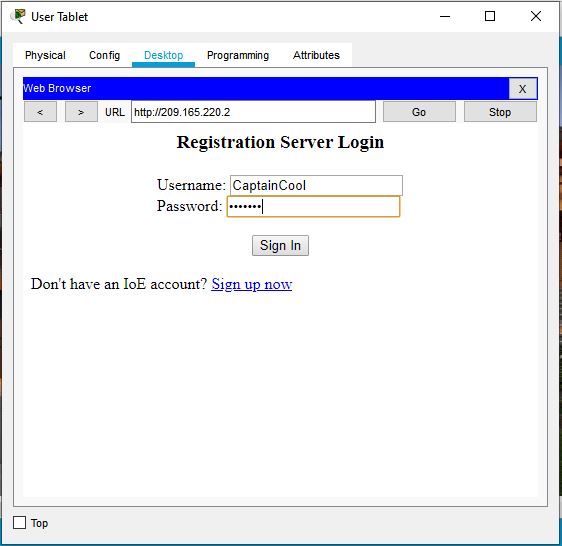 User Tablet
Physical Config Desktop Programming Attributes
Web Browser X
< > URL http://209.165.220.2 Go Stop
Registration Server Login
Username: CaptainCool
Password: •••••••
Sign In
Don't have an IoE account? Sign up now
Top